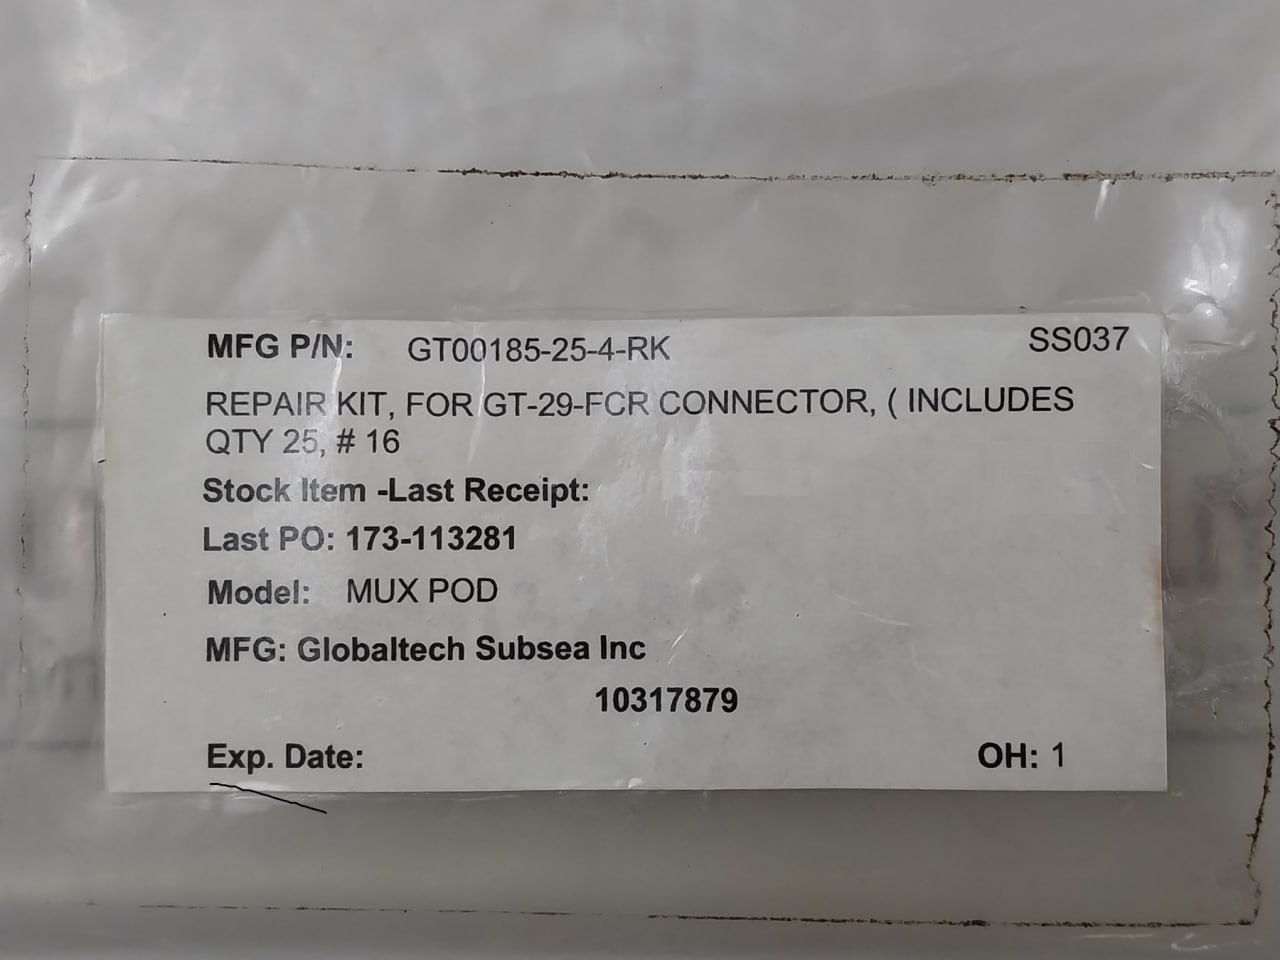 MFG P/N: GT00185-25-4-RK SS037
REPAIR KIT, FOR GT-29-FCR CONNECTOR, ( INCLUDES
QTY 25, # 16
Stock Item -Last Receipt:
Last PO: 173-113281
Model: MUX POD
MFG: Globaltech Subsea Inc
10317879
Exp. Date: OH: 1